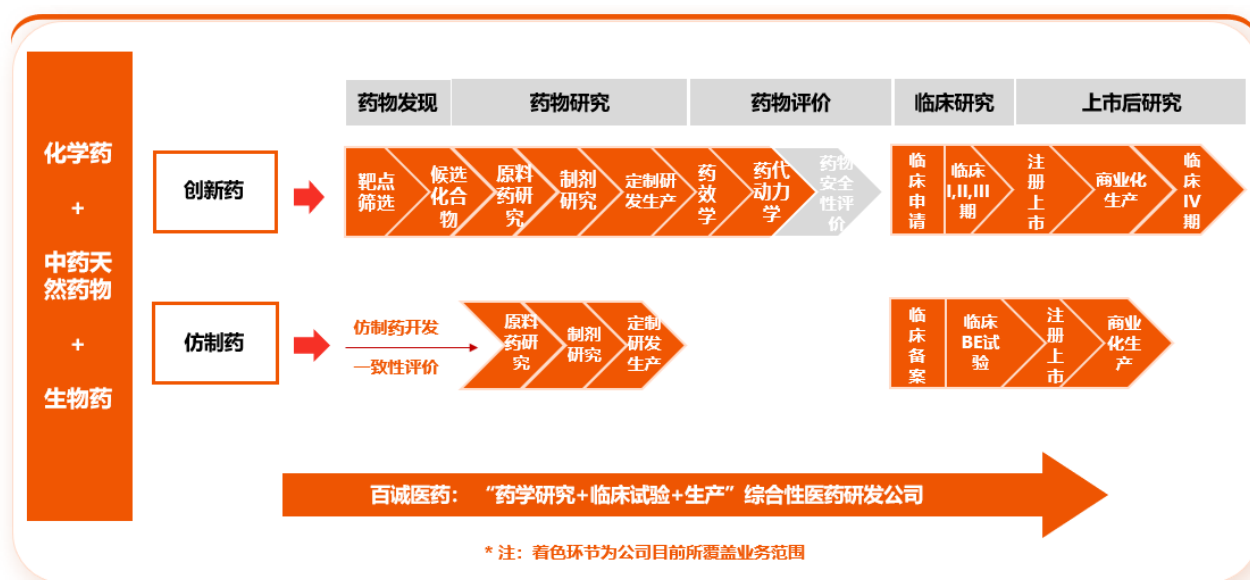 药物发现
药物研究
药物评价
临床研究
上市后研究
化学药
+
中药天
然药物
+
生物药
创新药
靶点
筛选
候选
化合
物
原料
药研
究
制剂
研究
定制研
发生产
药
效
学
药代
动力
学
药物
安全
性评
价
临
床
申
请
临床
I,II,III
期
注
册
上
市
商业化
生产
临
床
IV
期
仿制药
仿制药开发
一致性评价
原料
药研
究
制剂
研究
定制
研发
生产
临
床
备
案
临床
BE试
验
注
册
上
市
商业
化生
产
百诚医药： “药学研究+临床试验+生产”综合性医药研发公司
* 注：着色环节为公司目前所覆盖业务范围